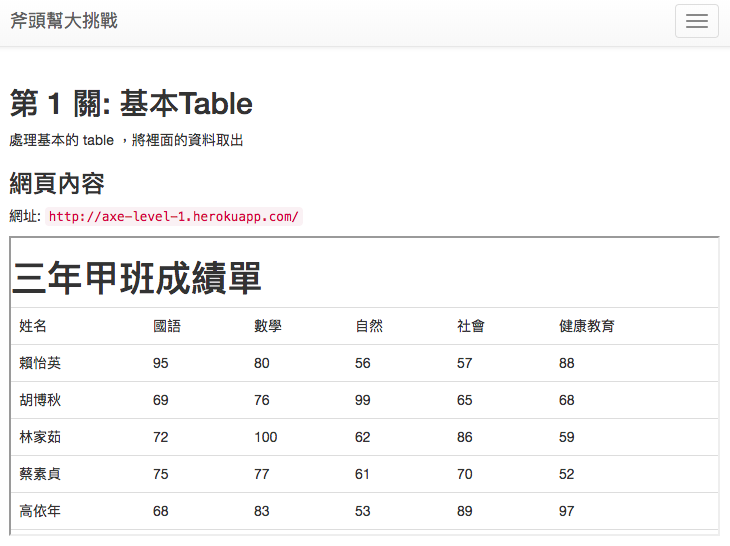 斧頭幫大挑戰
第 1 關: 基本Table
處理基本的 table ，將裡面的資料取出
網頁內容
網址: http://axe-level-1.herokuapp.com/
三年甲班成績單
姓名 國語 數學 自然 社會 健康教育
賴怡英 95 80 56 57 88
胡博秋 69 76 99 65 68
林家茹 72 100 62 86 59
蔡素貞 75 77 61 70 52
高依年 68 83 53 89 97